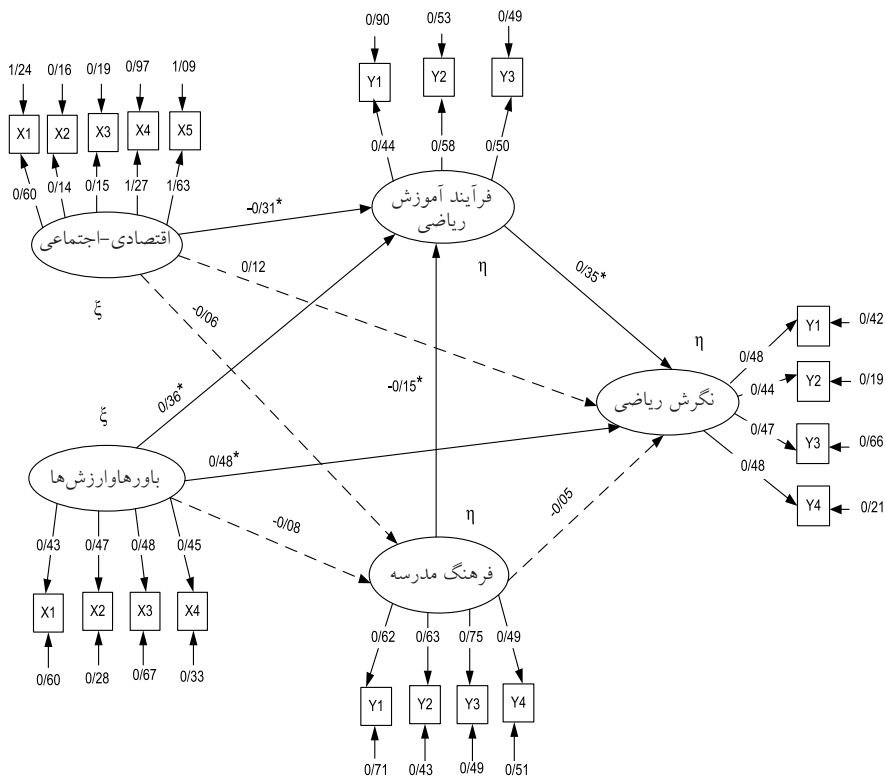 0/90 0/53 0/49
1/24 0/16 0/19 0/97 1/09
Y1 Y2 Y3
X1 X2 X3 X4 X5
0/44 0/58 0/50
0/60 0/14 0/15 1/27 1/63
فرآیند آموزش
ریاضی
-0/31*
اقتصادی-اجتماعی
0/12
η
0/35*
ξ
-0/06
η
Y1 0/42
0/48
Y2 0/19
0/44
0/36*
-0/15*
نگرش ریاضی
ξ
0/47
Y3 0/66
0/48*
0/48
باورهاوارزش‌ها
Y4 0/21
-0/08
η
-0/05
0/43 0/47 0/48 0/45
فرهنگ مدرسه
X1 X2 X3 X4
0/62 0/63 0/75 0/49
0/60 0/28 0/67 0/33
Y1 Y2 Y3 Y4
0/71 0/43 0/49 0/51